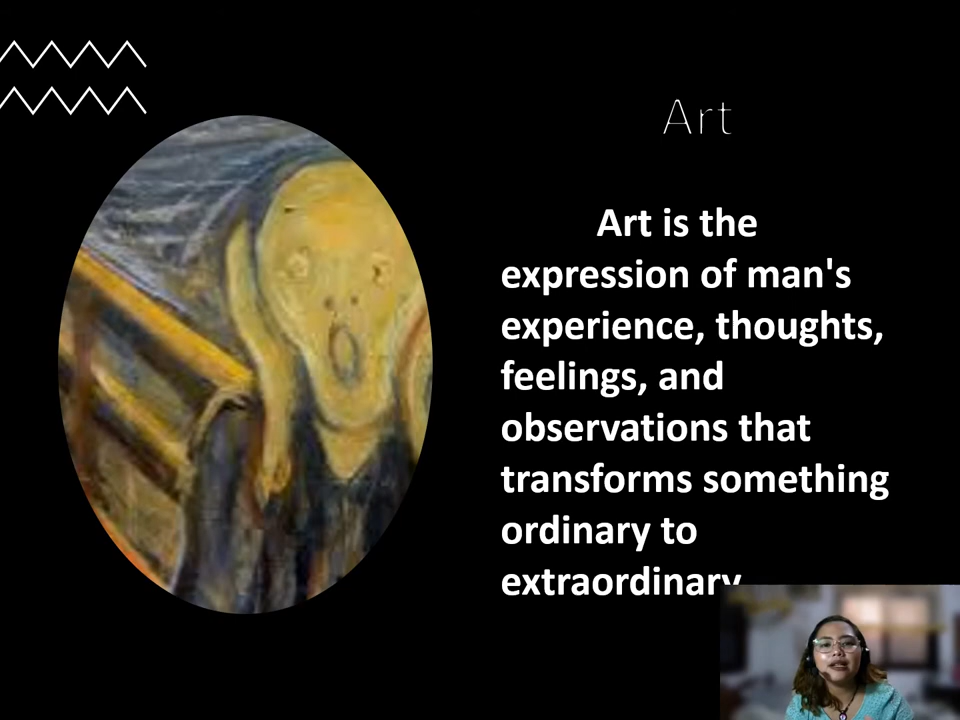 Art
Art is the
expression of man's
experience, thoughts,
feelings, and
observations that
transforms something
ordinary to
extraordinary